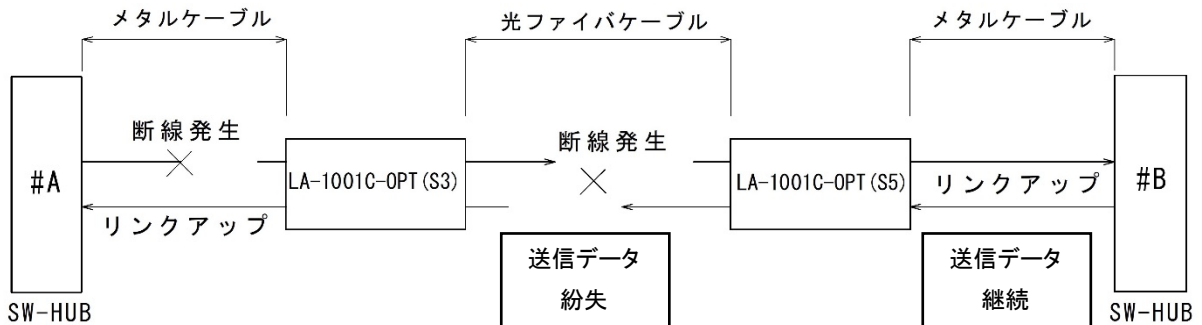 メタルケーブル
光ファイバケーブル
メタルケーブル
断線発生
断線発生
#A
LA-1001C-OPT(S3)
LA-1001C-OPT(S5)
#B
リンクアップ
リンクアップ
送信データ
紛失
送信データ
継続
SW-HUB
SW-HUB